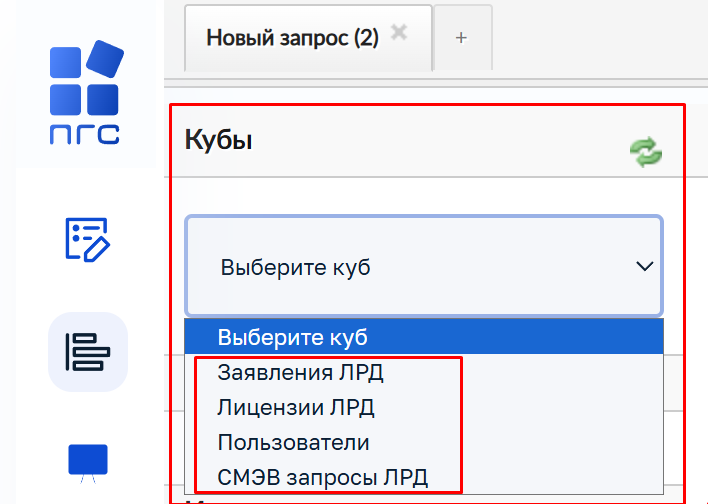 Новый запрос (2)
+
пгс
Кубы
Выберите куб
Выберите куб
Заявления ЛРД
Лицензии ЛРД
Пользователи
СМЭВ запросы ЛРД